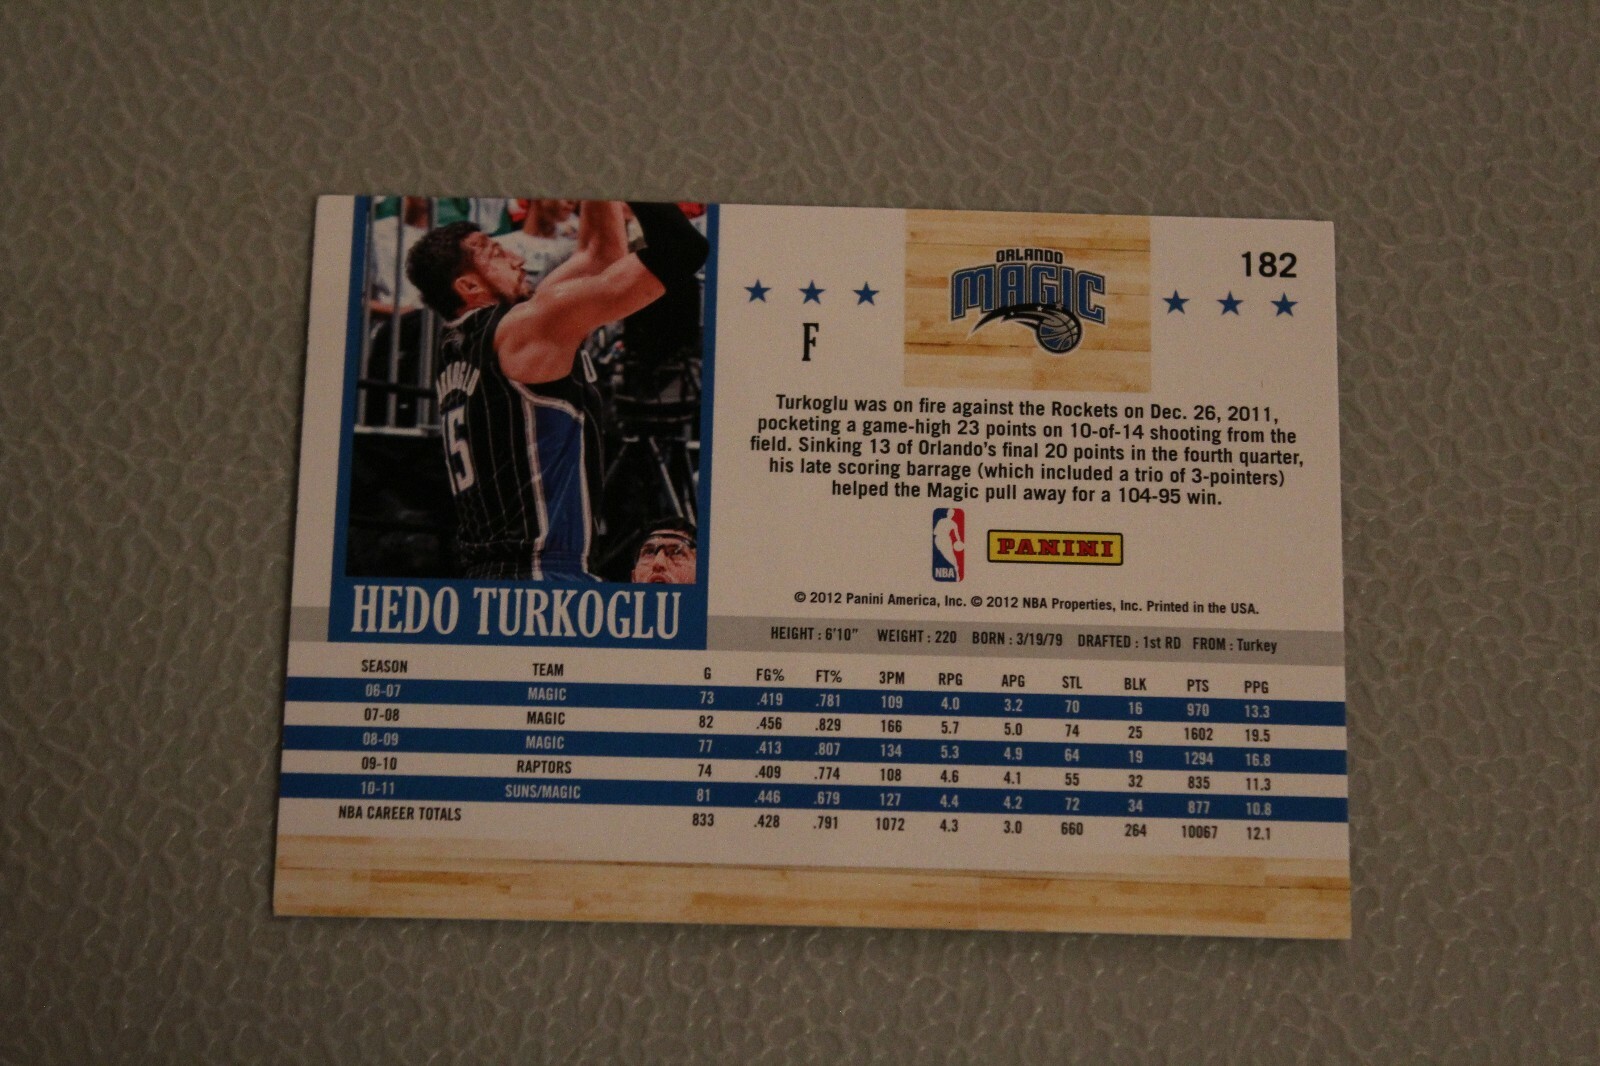 182
ORLANDO
MAGIC
F
Turkoglu was on fire against the Rockets on Dec. 26, 2011,
pocketing a game-high 23 points on 10-of-14 shooting from the
field. Sinking 13 of Orlando's final 20 points in the fourth quarter,
his late scoring barrage (which included a trio of 3-pointers)
helped the Magic pull away for a 104-95 win.
NBA
PANINI
© 2012 Panini America, Inc. © 2012 NBA Properties, Inc. Printed in the USA.
15
HEDO TURKOGLU
HEIGHT : 6'10" WEIGHT : 220 BORN : 3/19/79 DRAFTED : 1st RD FROM : Turkey
SEASON TEAM G FG% FT% 3PM RPG APG STL BLK PTS PPG
06-07 MAGIC 73 .419 .781 109 4.0 3.2 70 16 970 13.3
07-08 MAGIC 82 .456 .829 166 5.7 5.0 74 25 1602 19.5
08-09 MAGIC 77 .413 .807 134 5.3 4.9 64 19 1294 16.8
09-10 RAPTORS 74 .409 .774 108 4.6 4.1 55 32 835 11.3
10-11 SUNS/MAGIC 81 .446 .679 127 4.4 4.2 72 34 877 10.8
NBA CAREER TOTALS 833 .428 .791 1072 4.3 3.0 660 264 10067 12.1